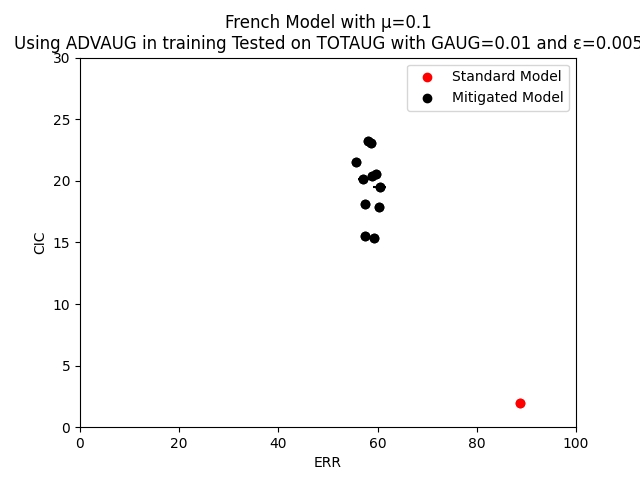 French Model with μ=0.1
Using ADVAUG in training Tested on TOTAUG with GAUG=0.01 and ε=0.005
30
25
20
15
10
5
0
CIC
Standard Model
Mitigated Model
0 20 40 60 80 100
ERR